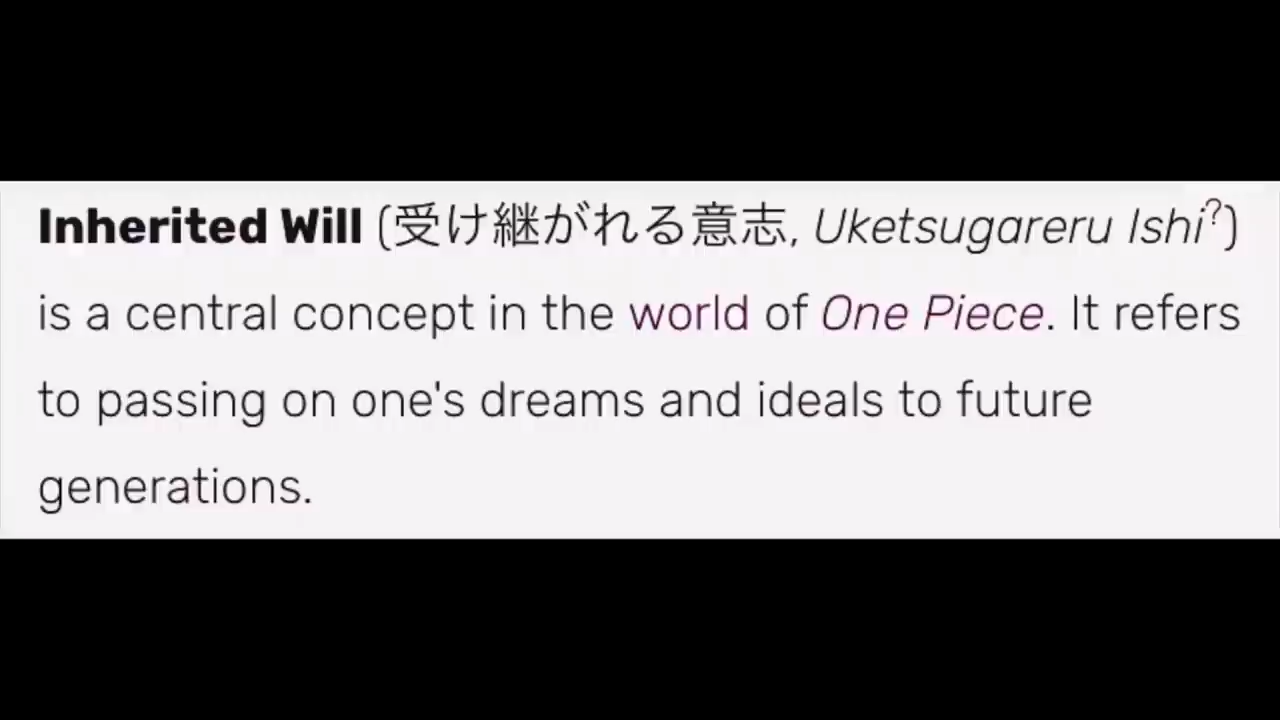 Inherited Will (受け継がれる意志, Uketsugareru Ishi?)
is a central concept in the world of One Piece. It refers
to passing on one's dreams and ideals to future
generations.